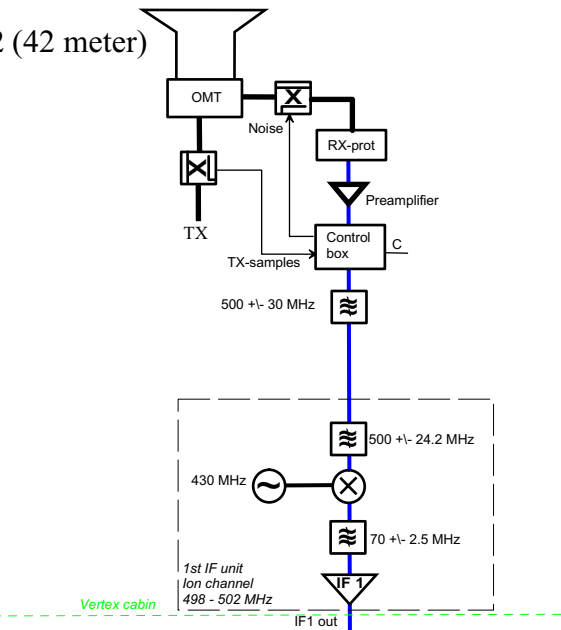 2 (42 meter)
OMT
Noise
RX-prot
Preamplifier
TX
Control
box
C
TX-samples
500 +\- 30 MHz
500 +\- 24.2 MHz
430 MHz
70 +\- 2.5 MHz
1st IF unit
Ion channel
498 - 502 MHz
IF 1
Vertex cabin
IF1 out